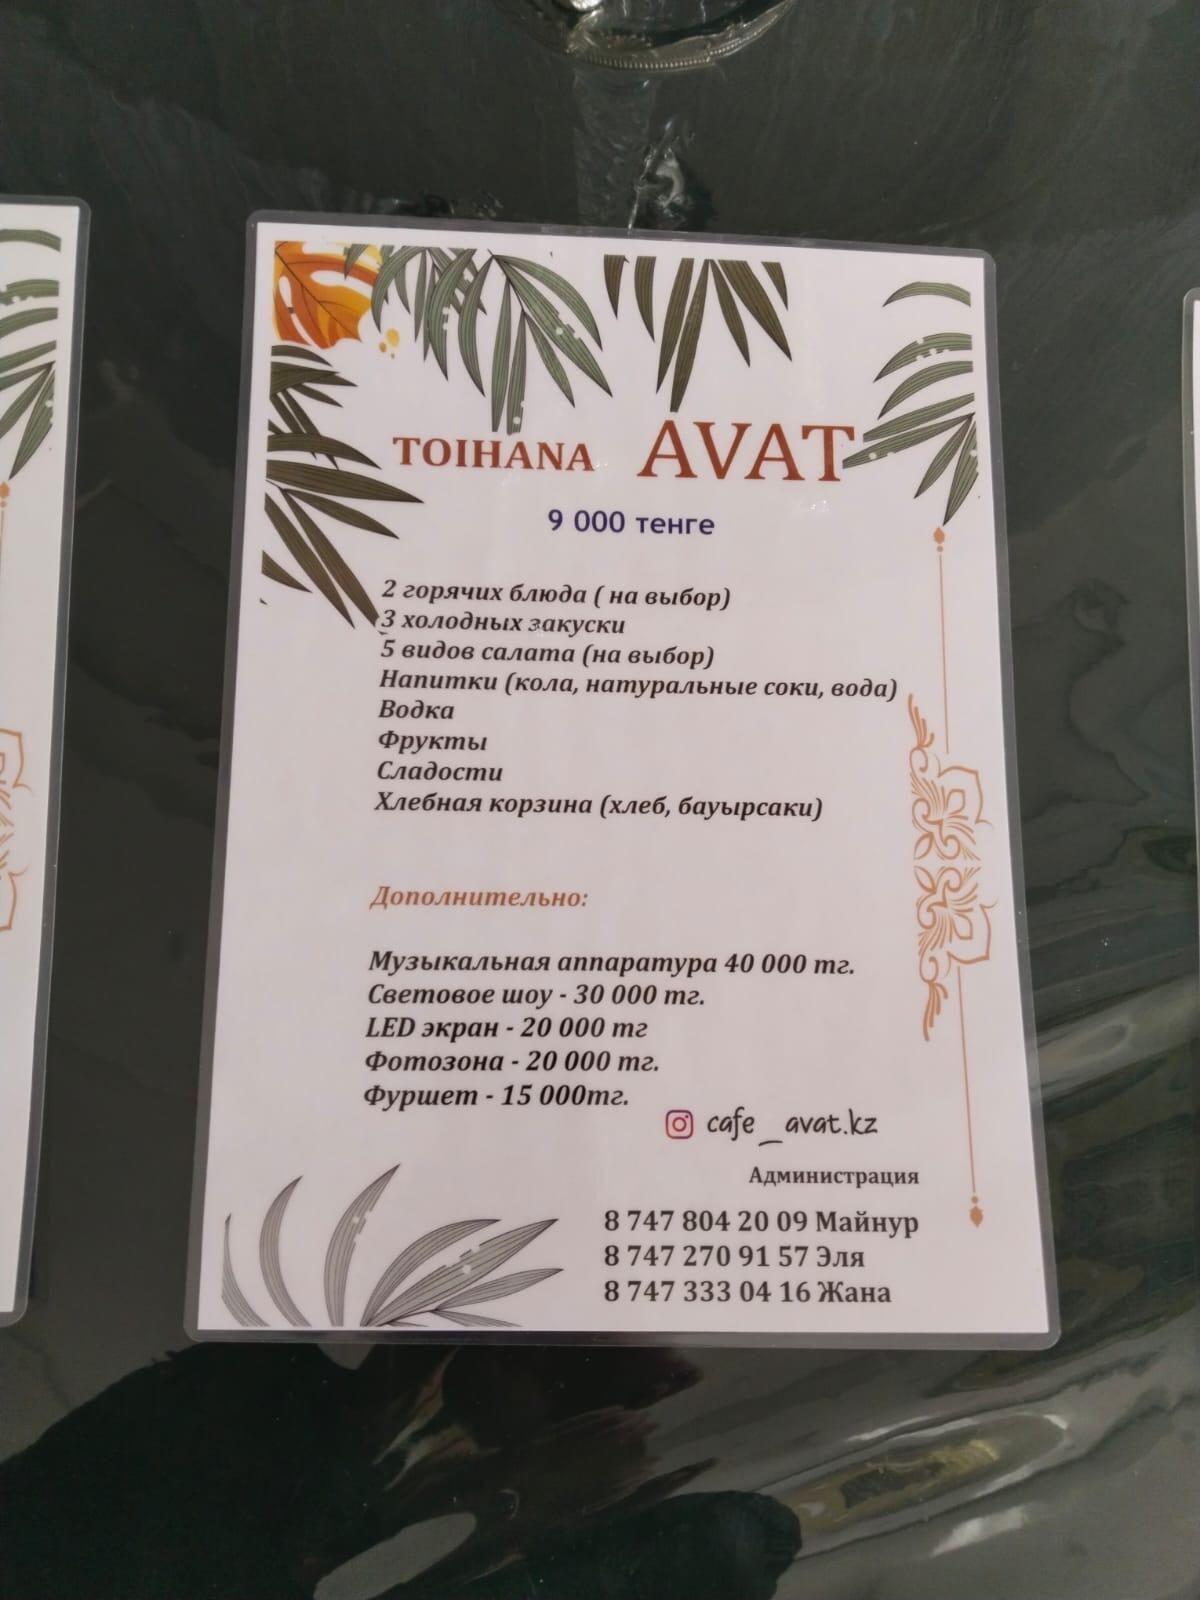 TOIHANA AVAT
9 000 тенге
2 горячих блюда ( на выбор)
3 холодных закуски
5 видов салата (на выбор)
Напитки (кола, натуральные соки, вода)
Водка
Фрукты
Сладости
Хлебная корзина (хлеб, бауырсаки)
Дополнительно:
Музыкальная аппаратура 40 000 тг.
Световое шоу - 30 000 тг.
LED экран - 20 000 тг
Фотозона - 20 000 тг.
Фуршет - 15 000тг.
cafe_avat.kz
Администрация
8 747 804 20 09 Майнур
8 747 270 91 57 Эля
8 747 333 04 16 Жана